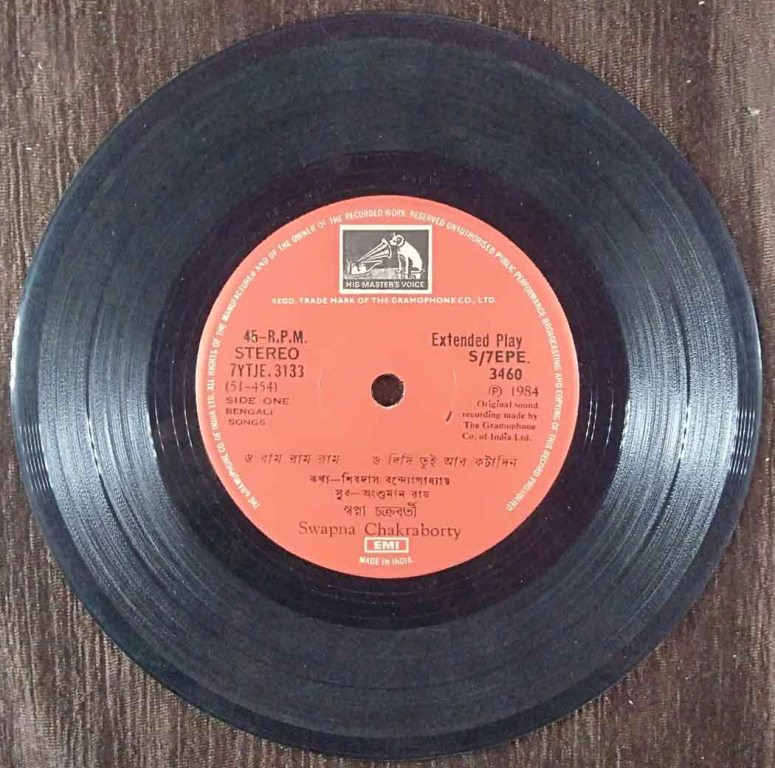 THE GRAMOPHONE CO. OF INDIA LTD. ALL RIGHTS OF THE MANUFACTURER AND OF THE OWNER OF THE RECORDED WORK RESERVED UNAUTHORISED PUBLIC PERFORMANCE BROADCASTING AND COPYING OF THIS RECORD PROHIBITED
HIS MASTER'S VOICE
REGD. TRADE MARK OF THE GRAMOPHONE CO., LTD.
45-R.P.M.
STEREO
7YTJE.3133
(51-454)
SIDE ONE
BENGALI
SONGS
Extended Play
S/7EPE.
3460
Ⓟ 1984
Original sound
recording made by
The Gramophone
Co. of India Ltd.
ও রাম রাম রাম ও দিদি তুই আর কটাদিন
কথা—শিবদাস বন্দ্যোপাধ্যায়
সুর—অংশুমান রায়
স্বপ্না চক্রবর্তী
Swapna Chakraborty
EMI
MADE IN INDIA